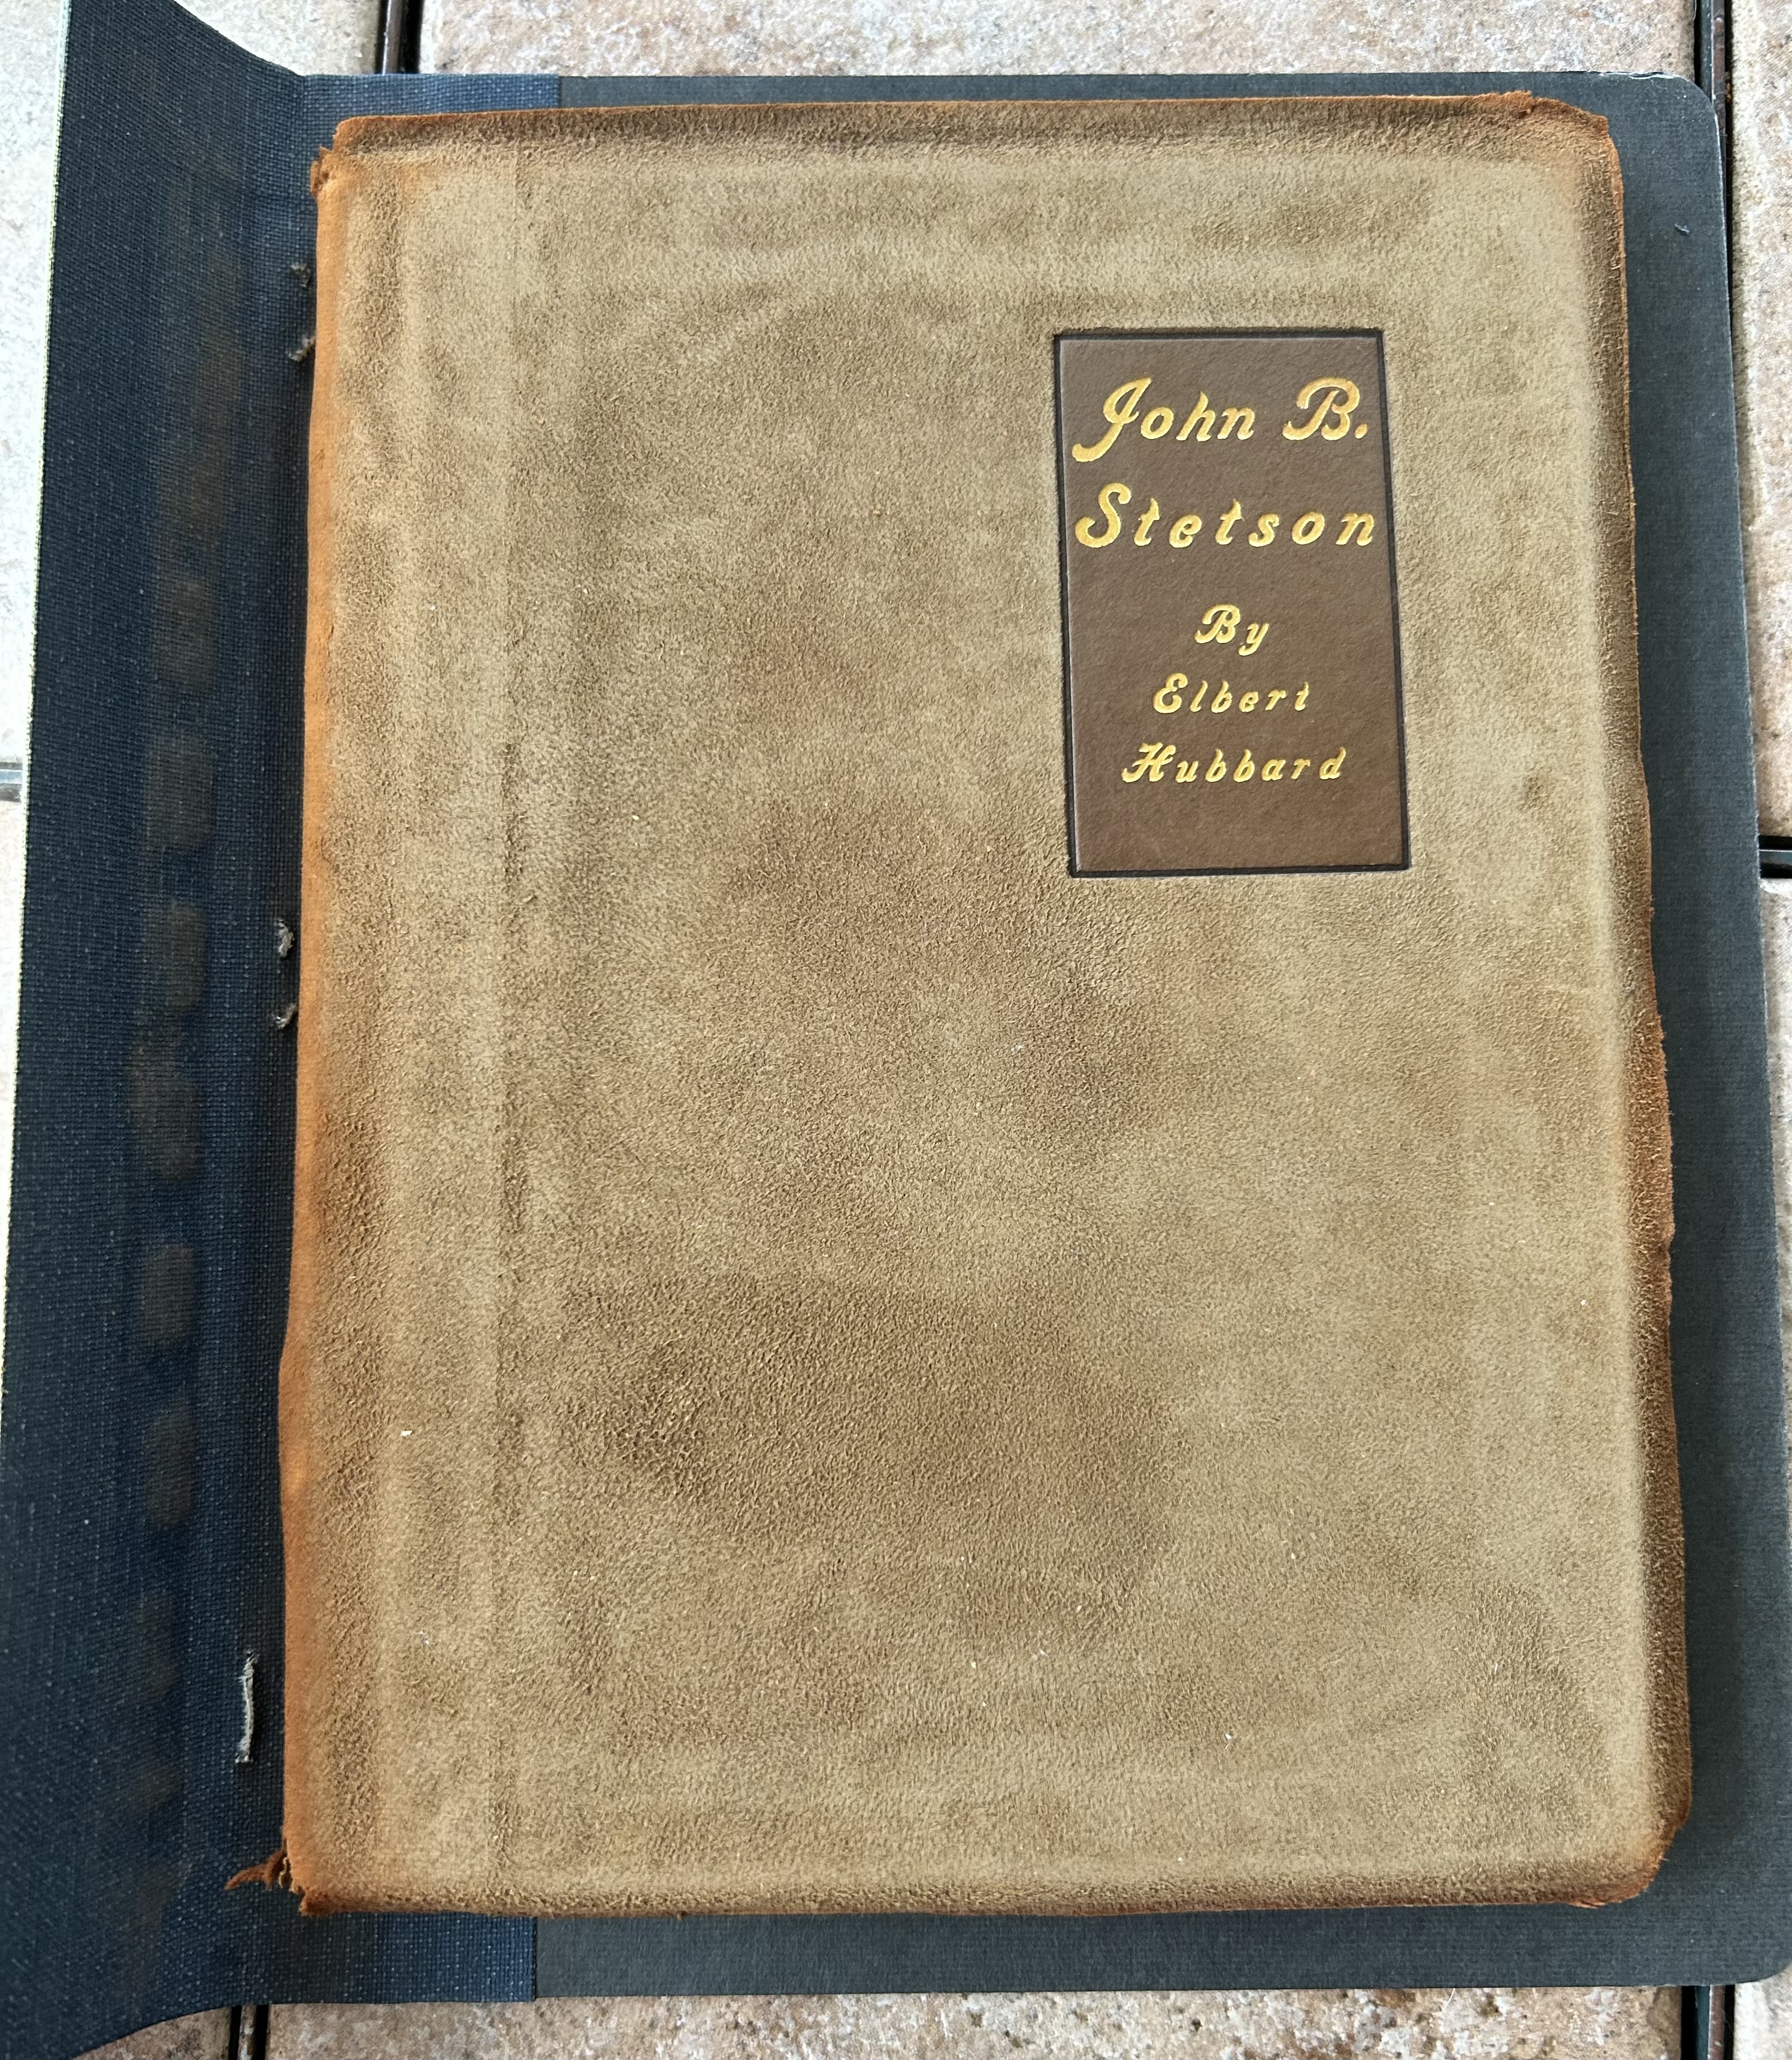 John B.
Stetson
By
Elbert
Hubbard